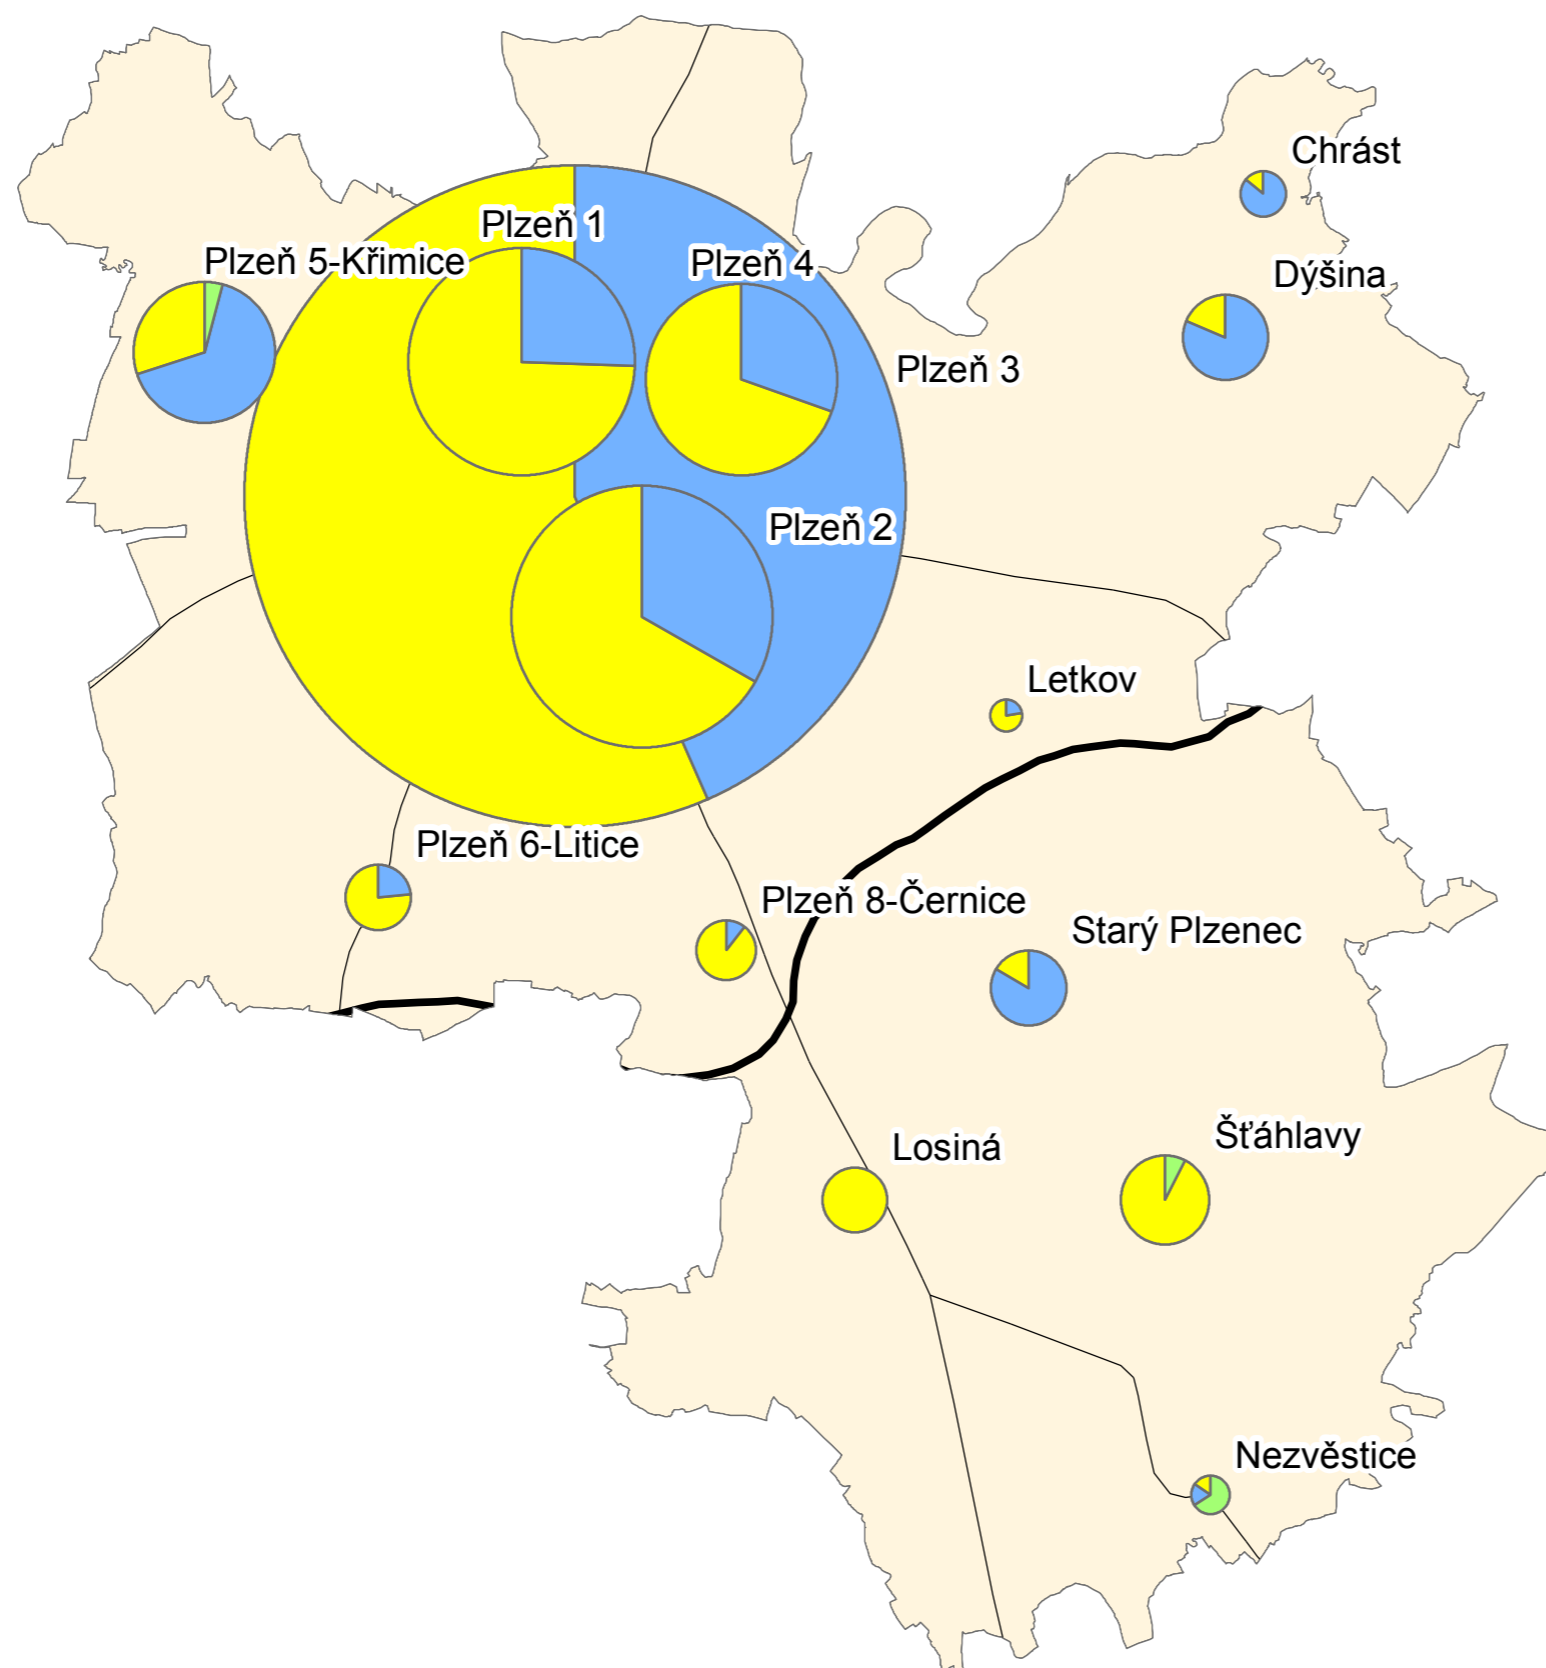 Chrást
Plzeň 1
Plzeň 5-Křimice
Plzeň 4
Dýšina
Plzeň 3
Plzeň 2
Letkov
Plzeň 6-Litice
Plzeň 8-Černice
Starý Plzenec
Losiná
Šťáhlavy
Nezvěstice